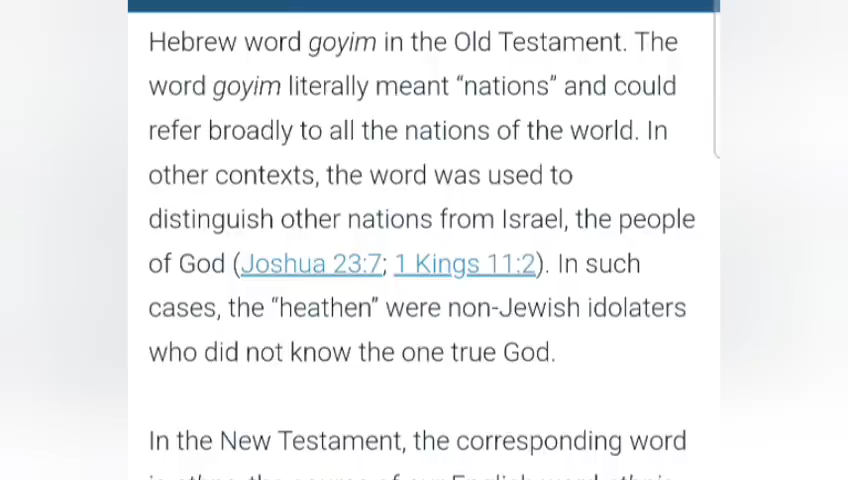 Hebrew word goyim in the Old Testament. The
word goyim literally meant “nations” and could
refer broadly to all the nations of the world. In
other contexts, the word was used to
distinguish other nations from Israel, the people
of God (Joshua 23:7; 1 Kings 11:2). In such
cases, the “heathen” were non-Jewish idolaters
who did not know the one true God.
In the New Testament, the corresponding word